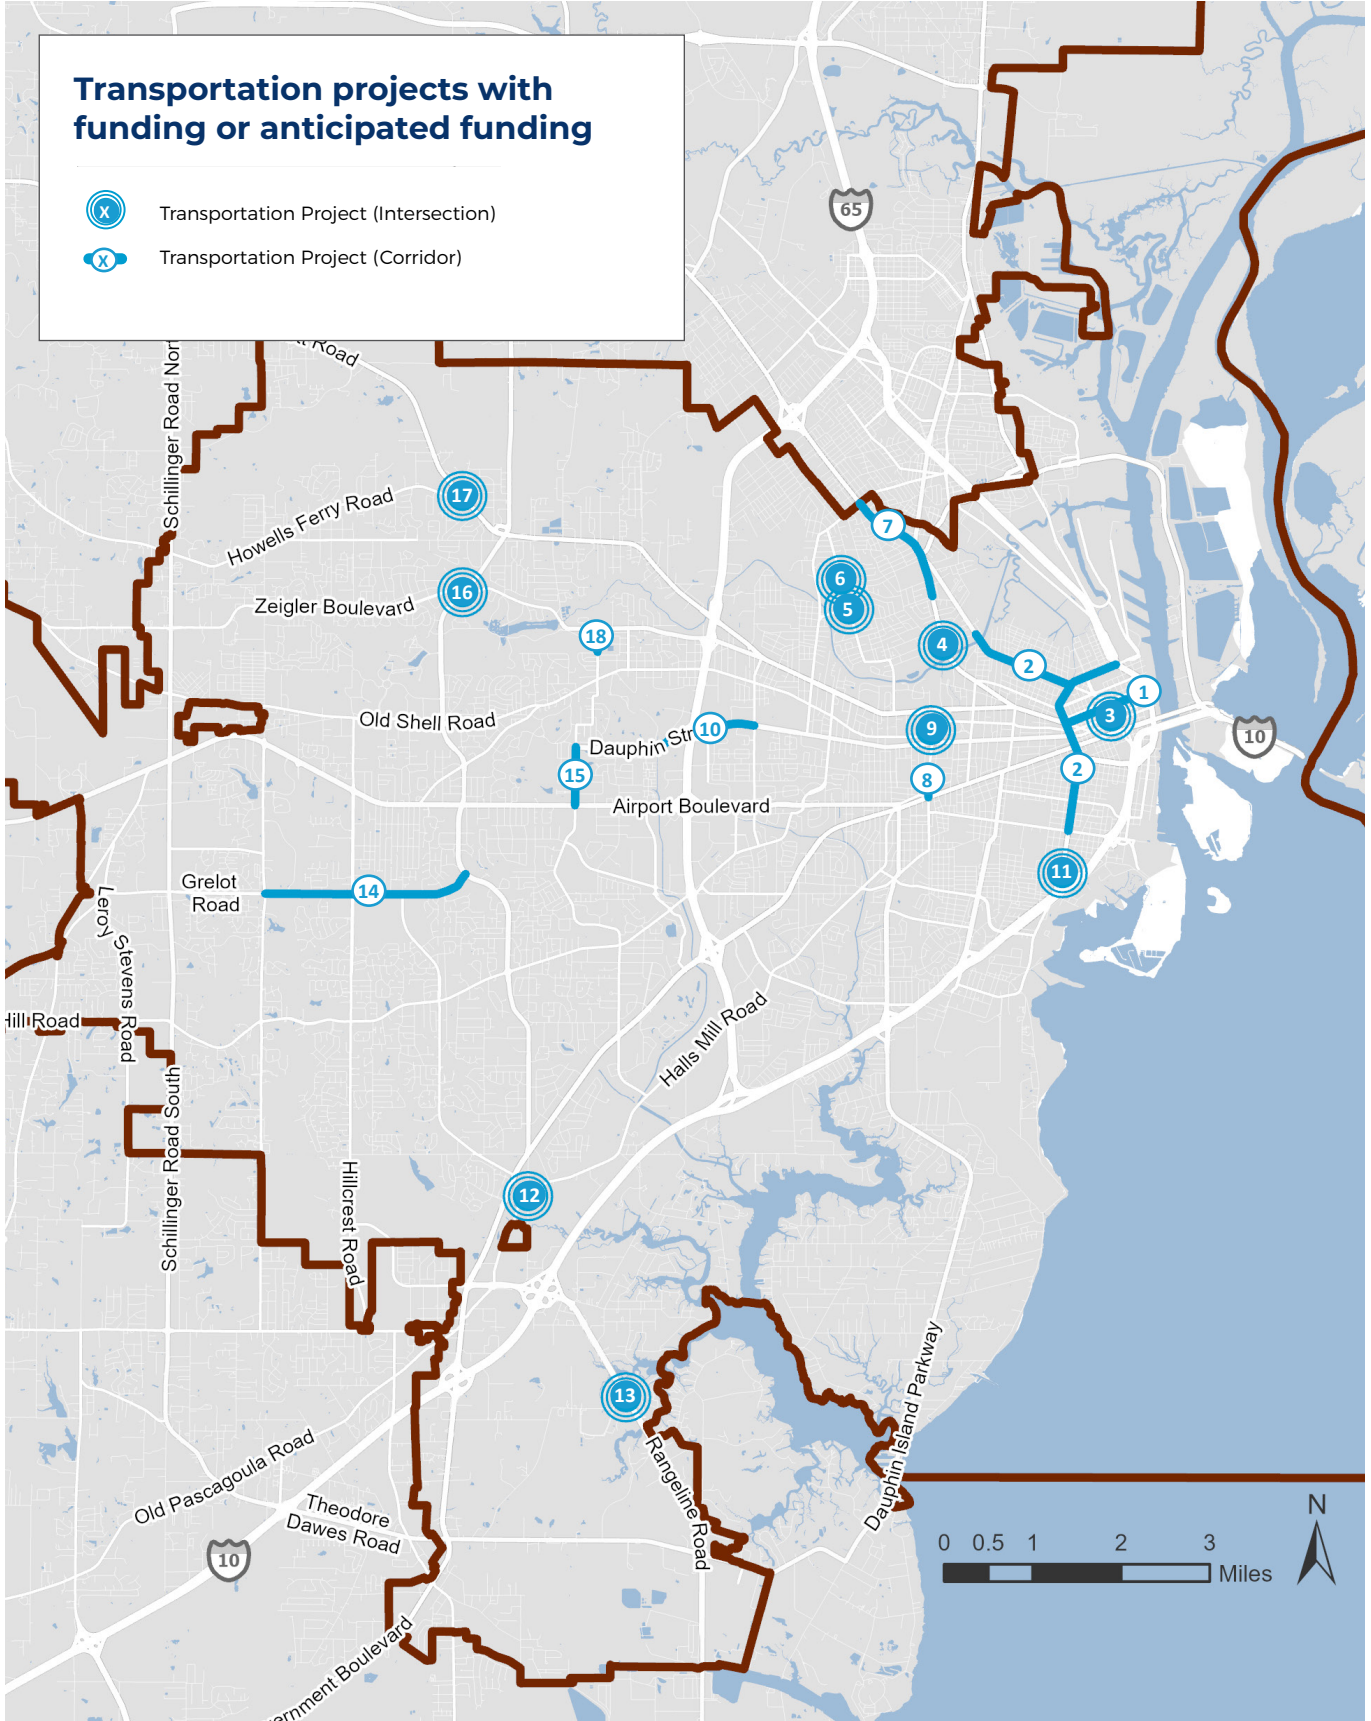 Transportation projects with
funding or anticipated funding
X
Transportation Project (Intersection)
X
Transportation Project (Corridor)
65
Road
Schillinger Road Nor
17
Howells Ferry Road
7
6
16
5
Zeigler Boulevard
18
4
2
1
Old Shell Road
3
9
10
10
Dauphin Str
15
2
8
Airport Boulevard
11
Grelot
Road
14
Leroy Stevens Road
Hill Road
Halls Mill Road
Schillinger Road South
Hillcrest Road
12
13
Dauphin Island Parkway
Old Pascagoula Road
Rangeline Road
Theodore
Dawes Road
10
N
0 0.5 1 2 3
Miles
ernment Boulevard